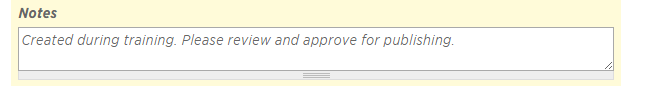 Notes
Created during training. Please review and approve for publishing.